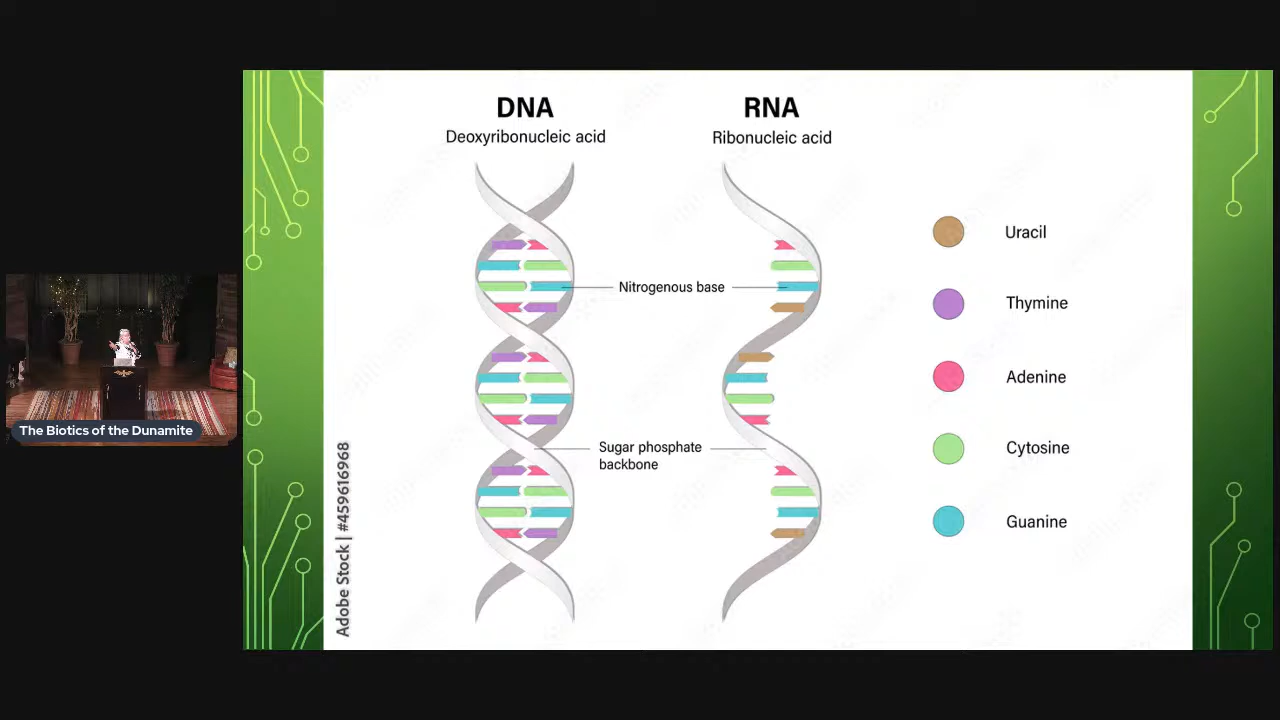 DNA
Deoxyribonucleic acid
RNA
Ribonucleic acid
Nitrogenous base
Sugar phosphate
backbone
Uracil
Thymine
Adenine
Cytosine
Guanine
Adobe Stock | #459616968
The Biotics of the Dunamite